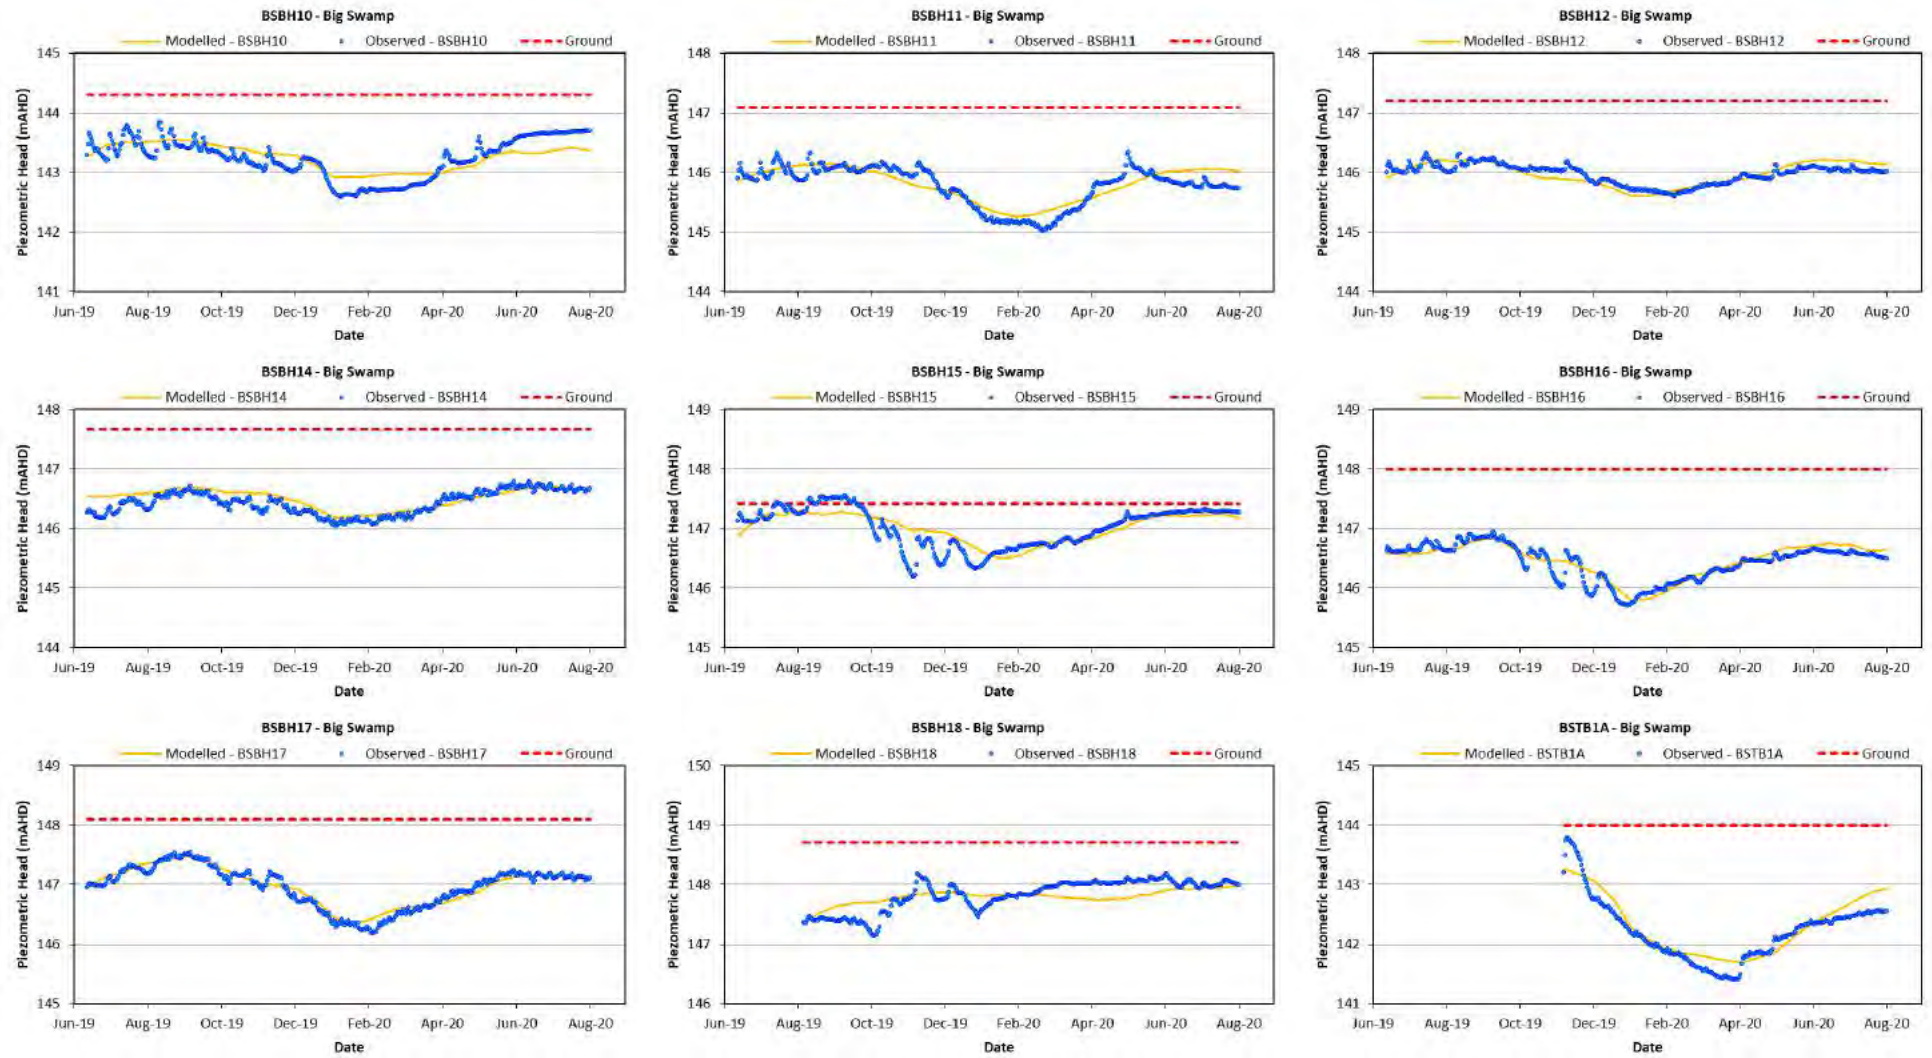 BSBH10 - Big Swamp
Modelled - BSBH10 Observed - BSBH10 Ground
Piezometric Head (mAHD)
145
144
143
142
141
Jun-19 Aug-19 Oct-19 Dec-19 Feb-20 Apr-20 Jun-20 Aug-20
Date
BSBH11 - Big Swamp
Modelled - BSBH11 Observed - BSBH11 Ground
Piezometric Head (mAHD)
148
147
146
145
144
Jun-19 Aug-19 Oct-19 Dec-19 Feb-20 Apr-20 Jun-20 Aug-20
Date
BSBH12 - Big Swamp
Modelled - BSBH12 Observed - BSBH12 Ground
Piezometric Head (mAHD)
148
147
146
145
144
Jun-19 Aug-19 Oct-19 Dec-19 Feb-20 Apr-20 Jun-20 Aug-20
Date
BSBH14 - Big Swamp
Modelled - BSBH14 Observed - BSBH14 Ground
Piezometric Head (mAHD)
148
147
146
145
144
Jun-19 Aug-19 Oct-19 Dec-19 Feb-20 Apr-20 Jun-20 Aug-20
Date
BSBH15 - Big Swamp
Modelled - BSBH15 Observed - BSBH15 Ground
Piezometric Head (mAHD)
149
148
147
146
145
Jun-19 Aug-19 Oct-19 Dec-19 Feb-20 Apr-20 Jun-20 Aug-20
Date
BSBH16 - Big Swamp
Modelled - BSBH16 Observed - BSBH16 Ground
Piezometric Head (mAHD)
149
148
147
146
145
Jun-19 Aug-19 Oct-19 Dec-19 Feb-20 Apr-20 Jun-20 Aug-20
Date
BSBH17 - Big Swamp
Modelled - BSBH17 Observed - BSBH17 Ground
Piezometric Head (mAHD)
149
148
147
146
145
Jun-19 Aug-19 Oct-19 Dec-19 Feb-20 Apr-20 Jun-20 Aug-20
Date
BSBH18 - Big Swamp
Modelled - BSBH18 Observed - BSBH18 Ground
Piezometric Head (mAHD)
150
149
148
147
146
Jun-19 Aug-19 Oct-19 Dec-19 Feb-20 Apr-20 Jun-20 Aug-20
Date
BSTB1A - Big Swamp
Modelled - BSTB1A Observed - BSTB1A Ground
Piezometric Head (mAHD)
145
144
143
142
141
Jun-19 Aug-19 Oct-19 Dec-19 Feb-20 Apr-20 Jun-20 Aug-20
Date